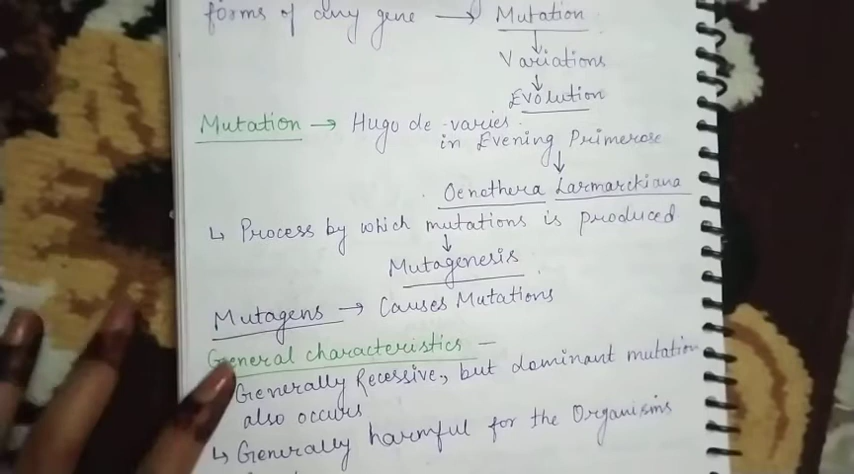 forms of any gene → Mutation
↓
Variations
↓
Evolution
Mutation → Hugo de varies
in Evening Primerose
↓
Oenothera Larmarckiana
↳ Process by which mutations is produced
↓
Mutagenesis
Mutagens → Causes Mutations
General characteristics –
Generally Recessive, but dominant mutation
also occurs
↳ Generally harmful for the Organisms